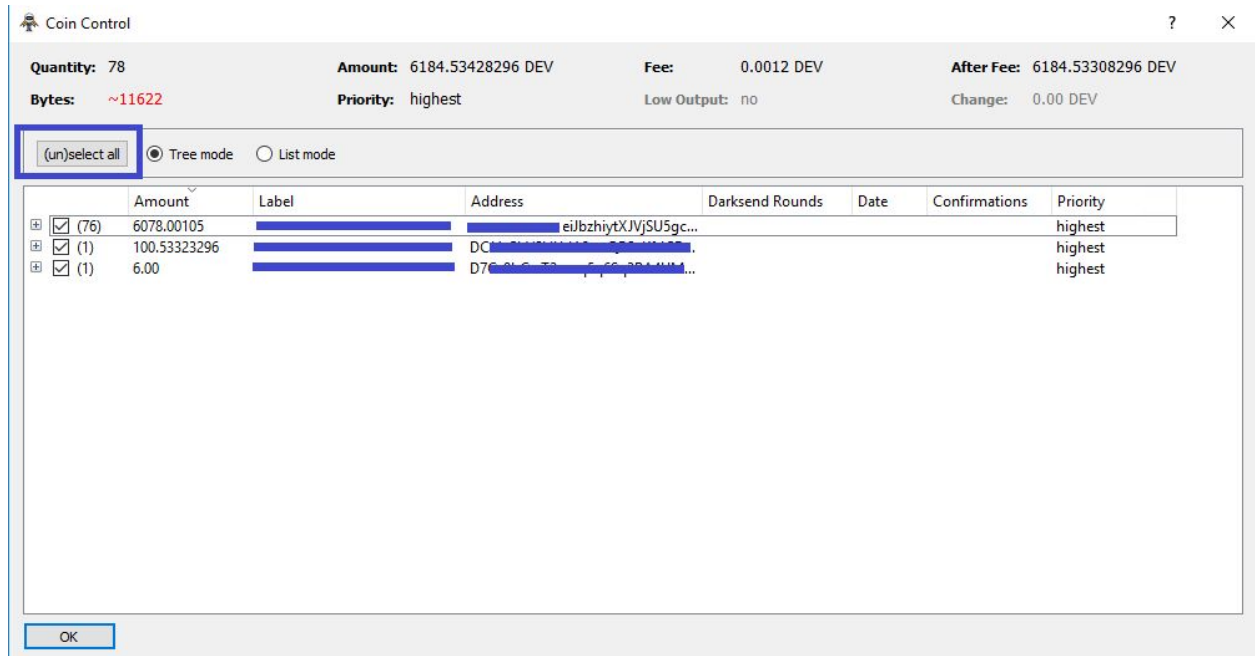 Coin Control ?
Quantity: 78 Amount: 6184.53428296 DEV Fee: 0.0012 DEV After Fee: 6184.53308296 DEV
Bytes: ~11622 Priority: highest Low Output: no Change: 0.00 DEV
(un)select all Tree mode List mode
Amount Label Address Darksend Rounds Date Confirmations Priority
(76) 6078.00105 eiJbzhiytXJVjSU5gc... highest
(1) 100.53323296 DC ... highest
(1) 6.00 D7 ... highest
OK